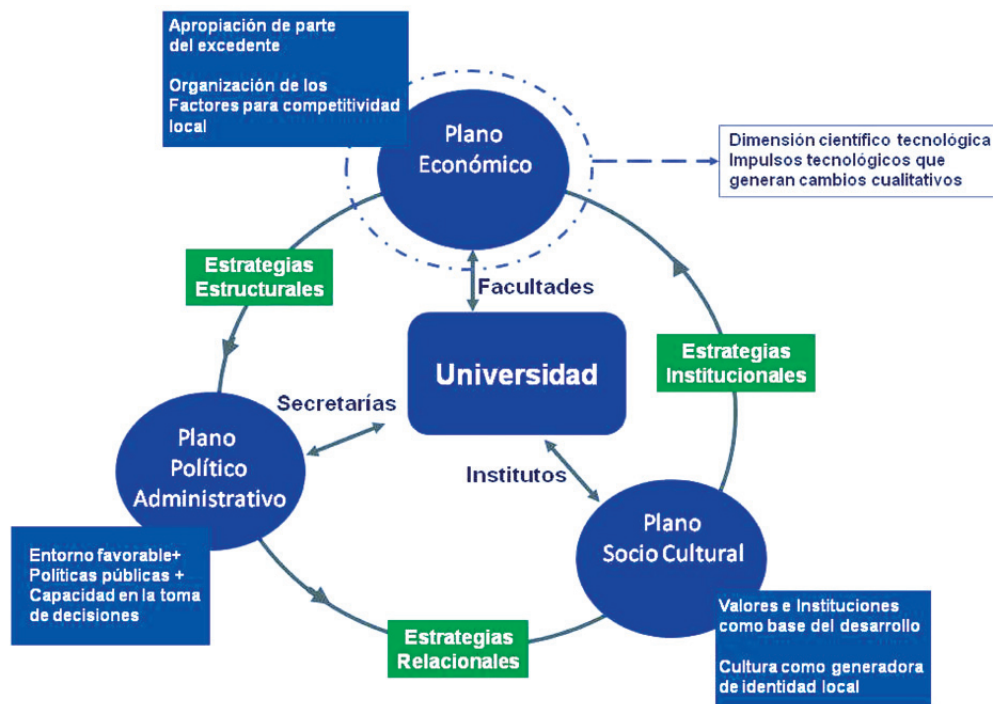 Apropiación de parte
del excedente
Organización de los
Factores para competitividad
local
Plano
Económico
Dimensión científico tecnológica
Impulsos tecnológicos que
generan cambios cualitativos
Estrategias
Estructurales
Facultades
Universidad
Estrategias
Institucionales
Secretarías
Plano
Político
Administrativo
Institutos
Plano
Socio Cultural
Entorno favorable+
Políticas públicas +
Capacidad en la toma
de decisiones
Estrategias
Relacionales
Valores e Instituciones
como base del desarrollo
Cultura como generadora
de identidad local